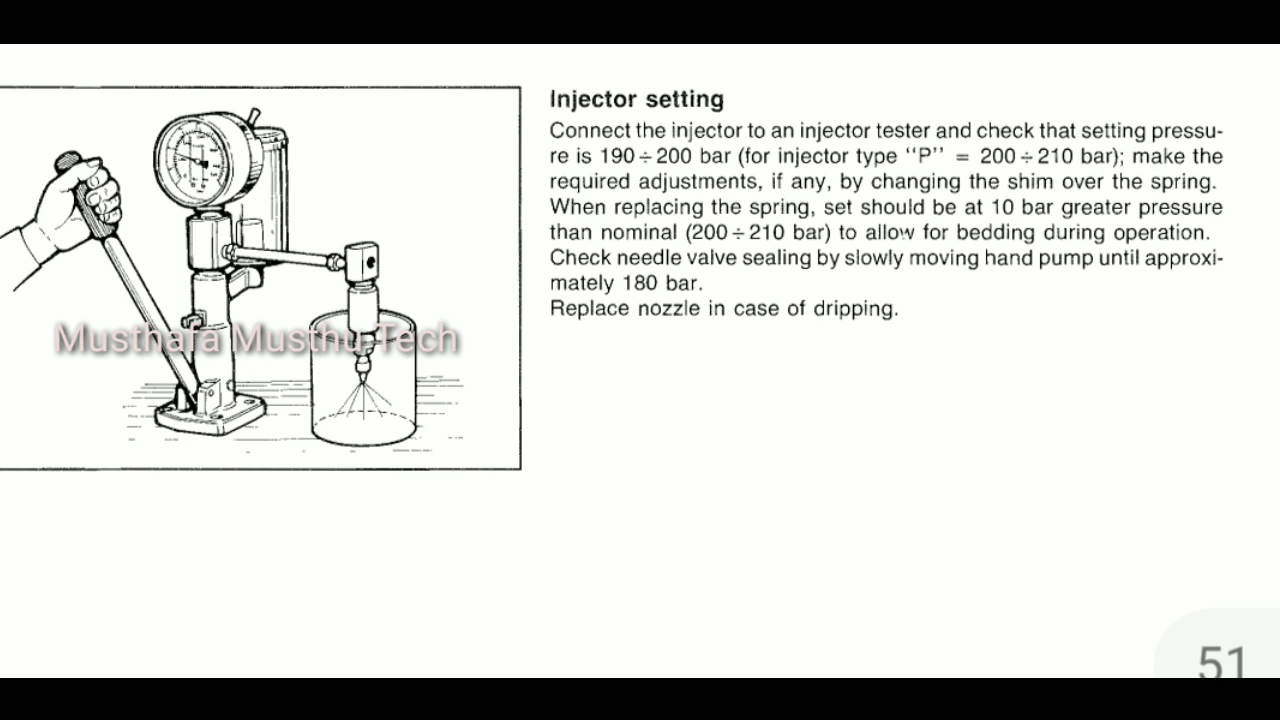 Injector setting
Connect the injector to an injector tester and check that setting pressu-
re is 190÷200 bar (for injector type "P" = 200÷210 bar); make the
required adjustments, if any, by changing the shim over the spring.
When replacing the spring, set should be at 10 bar greater pressure
than nominal (200÷210 bar) to allow for bedding during operation.
Check needle valve sealing by slowly moving hand pump until approxi-
mately 180 bar.
Replace nozzle in case of dripping.
Musthafa Musthu Tech
51